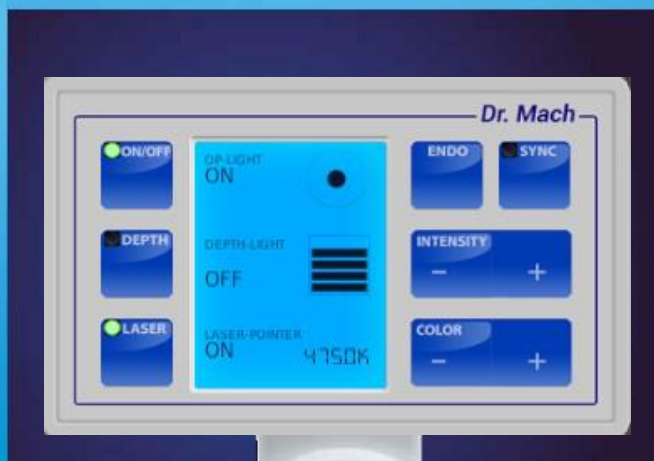 Dr. Mach
ON/OFF
OP-LIGHT
ON
ENDO
SYNC
DEPTH
DEPTH-LIGHT
OFF
INTENSITY
- +
LASER
LASER-POINTER
ON
4750K
COLOR
- +